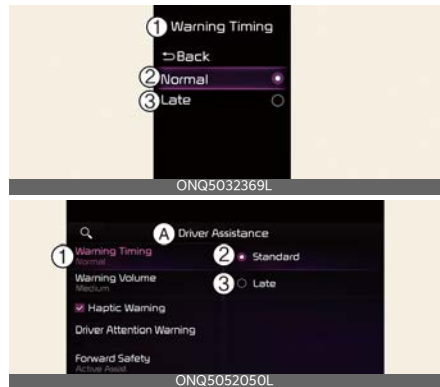 ① Warning Timing
Back
② Normal
③ Late
ONQ5032369L
Ⓐ Driver Assistance
① Warning Timing
Normal
② Standard
Warning Volume
Medium
③ Late
Haptic Warning
Driver Attention Warning
Forward Safety
Active Assist
ONQ5052050L